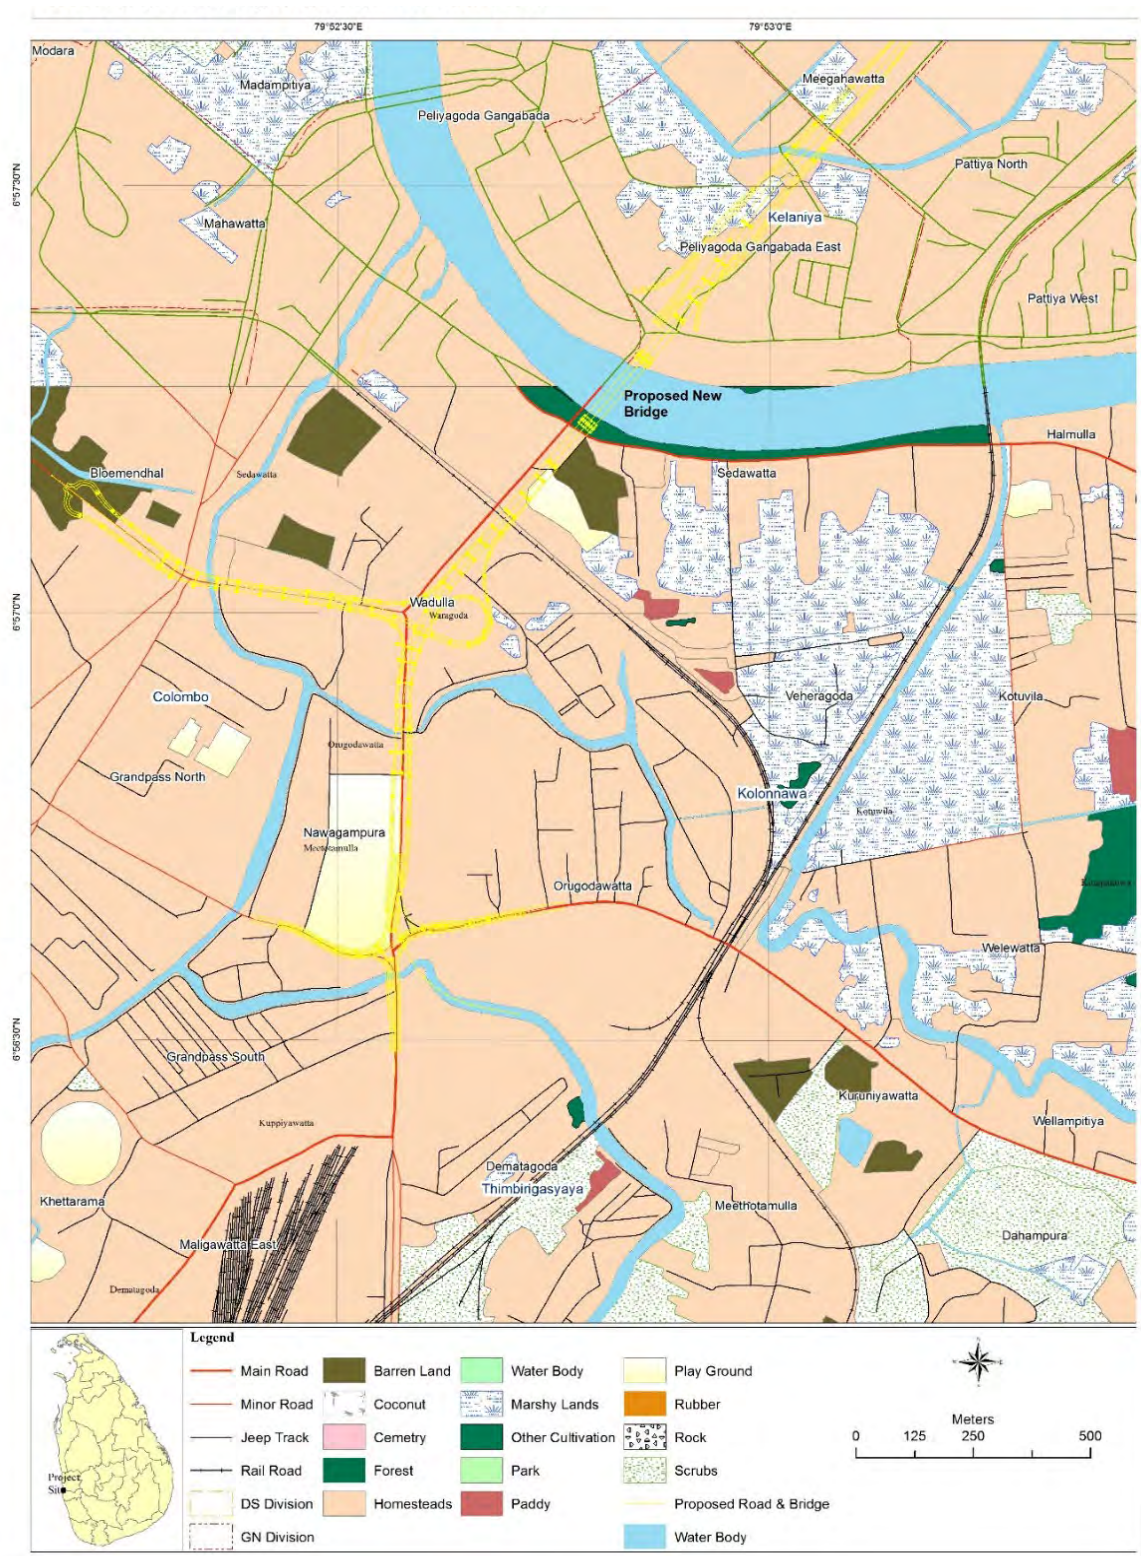 79°52'30"E
79°53'0"E
Modara
Madampitiya
Meegahawatta
Peliyagoda Gangabada
6°57'30"N
Pattiya North
Mahawatta
Kelaniya
Peliyagoda Gangabada East
Pattiya West
Proposed New
Bridge
Halmulla
Bloemendhal
Sedawatta
Sedawatta
6°57'0"N
Wadulla
Waragoda
Colombo
Veheragoda
Kotuvila
Orugodawatta
Grandpass North
Kolonnawa
Kotuvila
Nawagampura
Meetotamulla
Orugodawatta
Welewatta
6°56'30"N
Grandpass South
Kuruniyawatta
Kuppiyawatta
Wellampitiya
Dematagoda
Thimbirigasyaya
Khettarama
Meethotamulla
Maligawatta East
Dahampura
Dematagoda
Legend
Main Road
Barren Land
Water Body
Play Ground
Minor Road
Coconut
Marshy Lands
Rubber
Jeep Track
Cemetry
Other Cultivation
Rock
Rail Road
Forest
Park
Scrubs
DS Division
Homesteads
Paddy
Proposed Road & Bridge
GN Division
Water Body
Meters
0 125 250 500
Project
Site